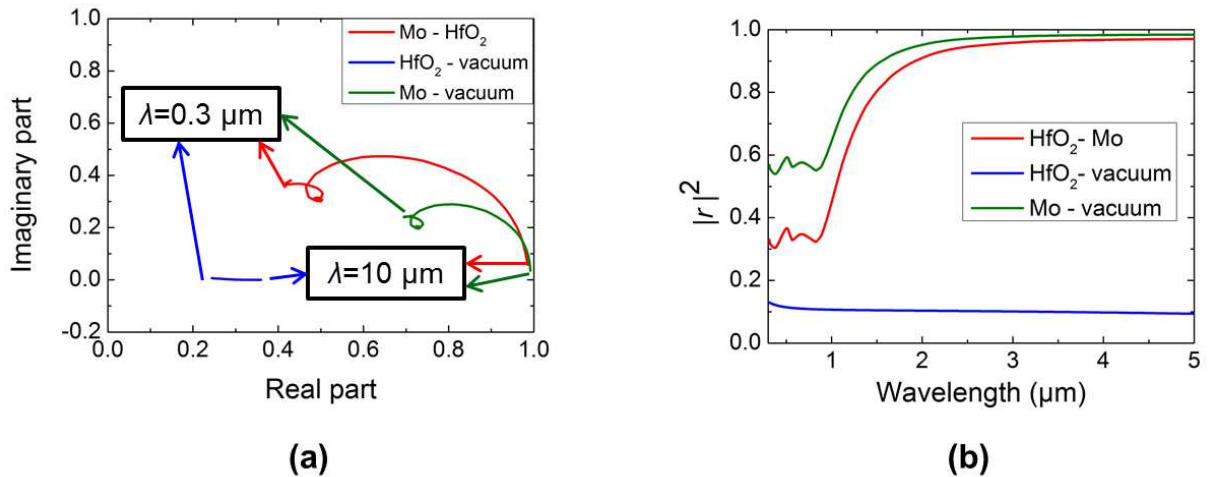 1.0
0.8
0.6
0.4
0.2
0.0
-0.2
Imaginary part
Mo - HfO₂
HfO₂ - vacuum
Mo - vacuum
λ=0.3 μm
λ=10 μm
0.0 0.2 0.4 0.6 0.8 1.0
Real part
(a)
1.0
0.8
0.6
0.4
0.2
0.0
|r|²
HfO₂- Mo
HfO₂- vacuum
Mo - vacuum
1 2 3 4 5
Wavelength (μm)
(b)